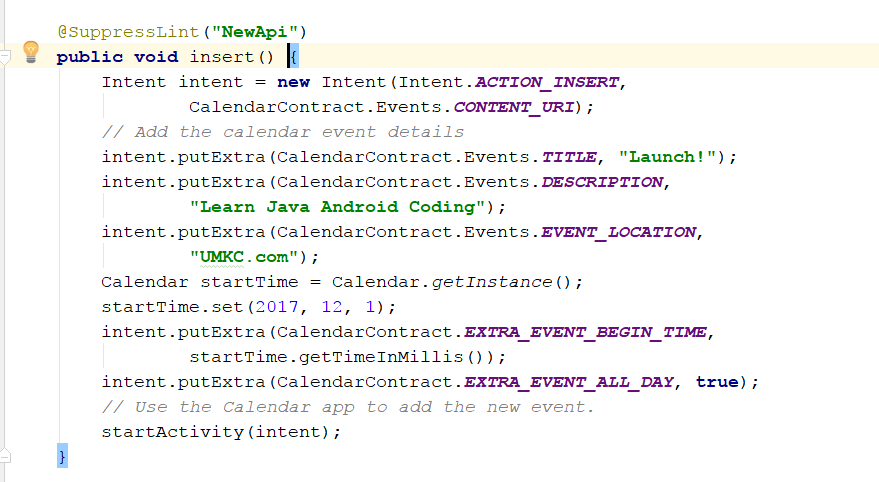 @SuppressLint("NewApi")
public void insert() {
Intent intent = new Intent(Intent.ACTION_INSERT,
CalendarContract.Events.CONTENT_URI);
// Add the calendar event details
intent.putExtra(CalendarContract.Events.TITLE, "Launch!");
intent.putExtra(CalendarContract.Events.DESCRIPTION,
"Learn Java Android Coding");
intent.putExtra(CalendarContract.Events.EVENT_LOCATION,
"UMKC.com");
Calendar startTime = Calendar.getInstance();
startTime.set(2017, 12, 1);
intent.putExtra(CalendarContract.EXTRA_EVENT_BEGIN_TIME,
startTime.getTimeInMillis());
intent.putExtra(CalendarContract.EXTRA_EVENT_ALL_DAY, true);
// Use the Calendar app to add the new event.
startActivity(intent);
}